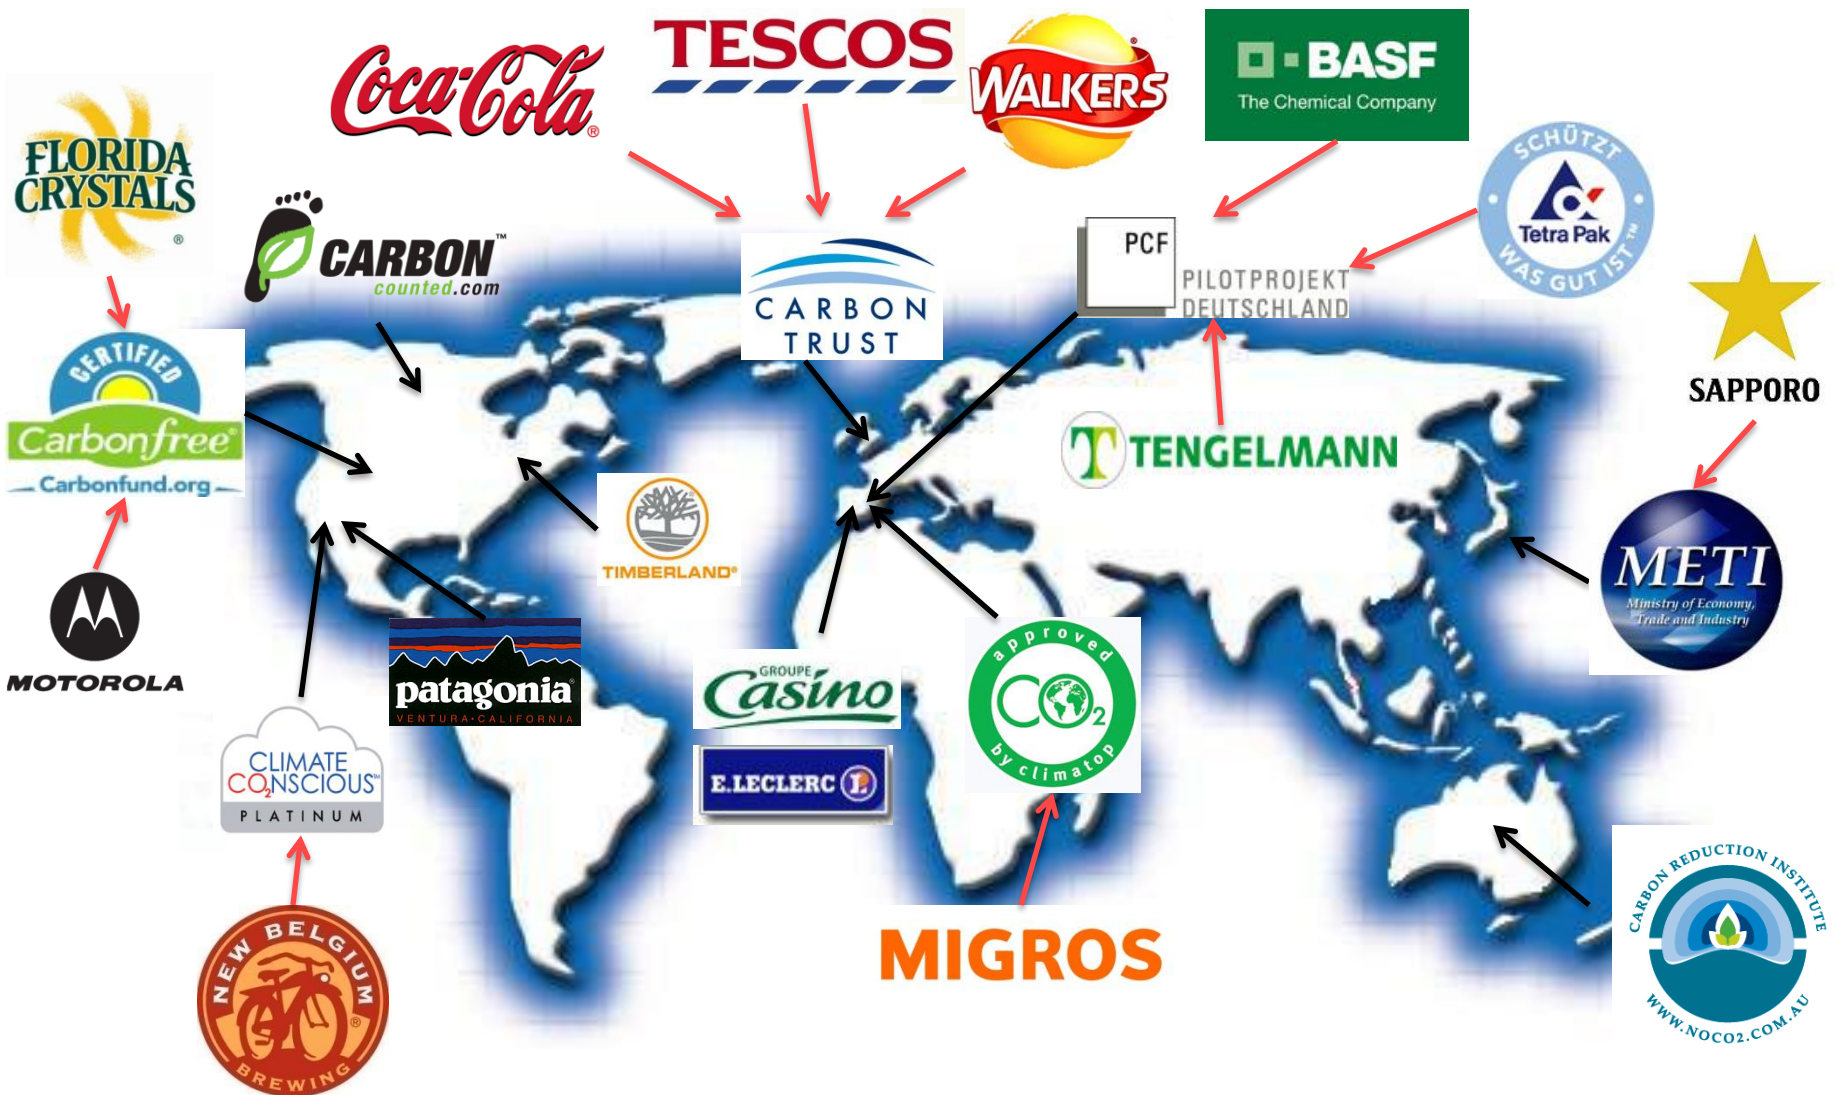 Coca-Cola®
TESCOS
WALKERS®
BASF
The Chemical Company
FLORIDA
CRYSTALS
®
SCHÜTZT
Tetra Pak
WAS GUT IST™
CARBON™
counted.com
PCF
PILOTPROJEKT
DEUTSCHLAND
CARBON
TRUST
SAPPORO
CERTIFIED
Carbonfree®
Carbonfund.org
TENGELMANN
TIMBERLAND®
METI
Ministry of Economy,
Trade and Industry
MOTOROLA
patagonia®
VENTURA·CALIFORNIA
GROUPE
Casino
approved
CO2
by climatop
CLIMATE
CO2NSCIOUS™
PLATINUM
E.LECLERC L
CARBON REDUCTION INSTITUTE
WWW.NOCO2.COM.AU
MIGROS
NEW BELGIUM
®
BREWING